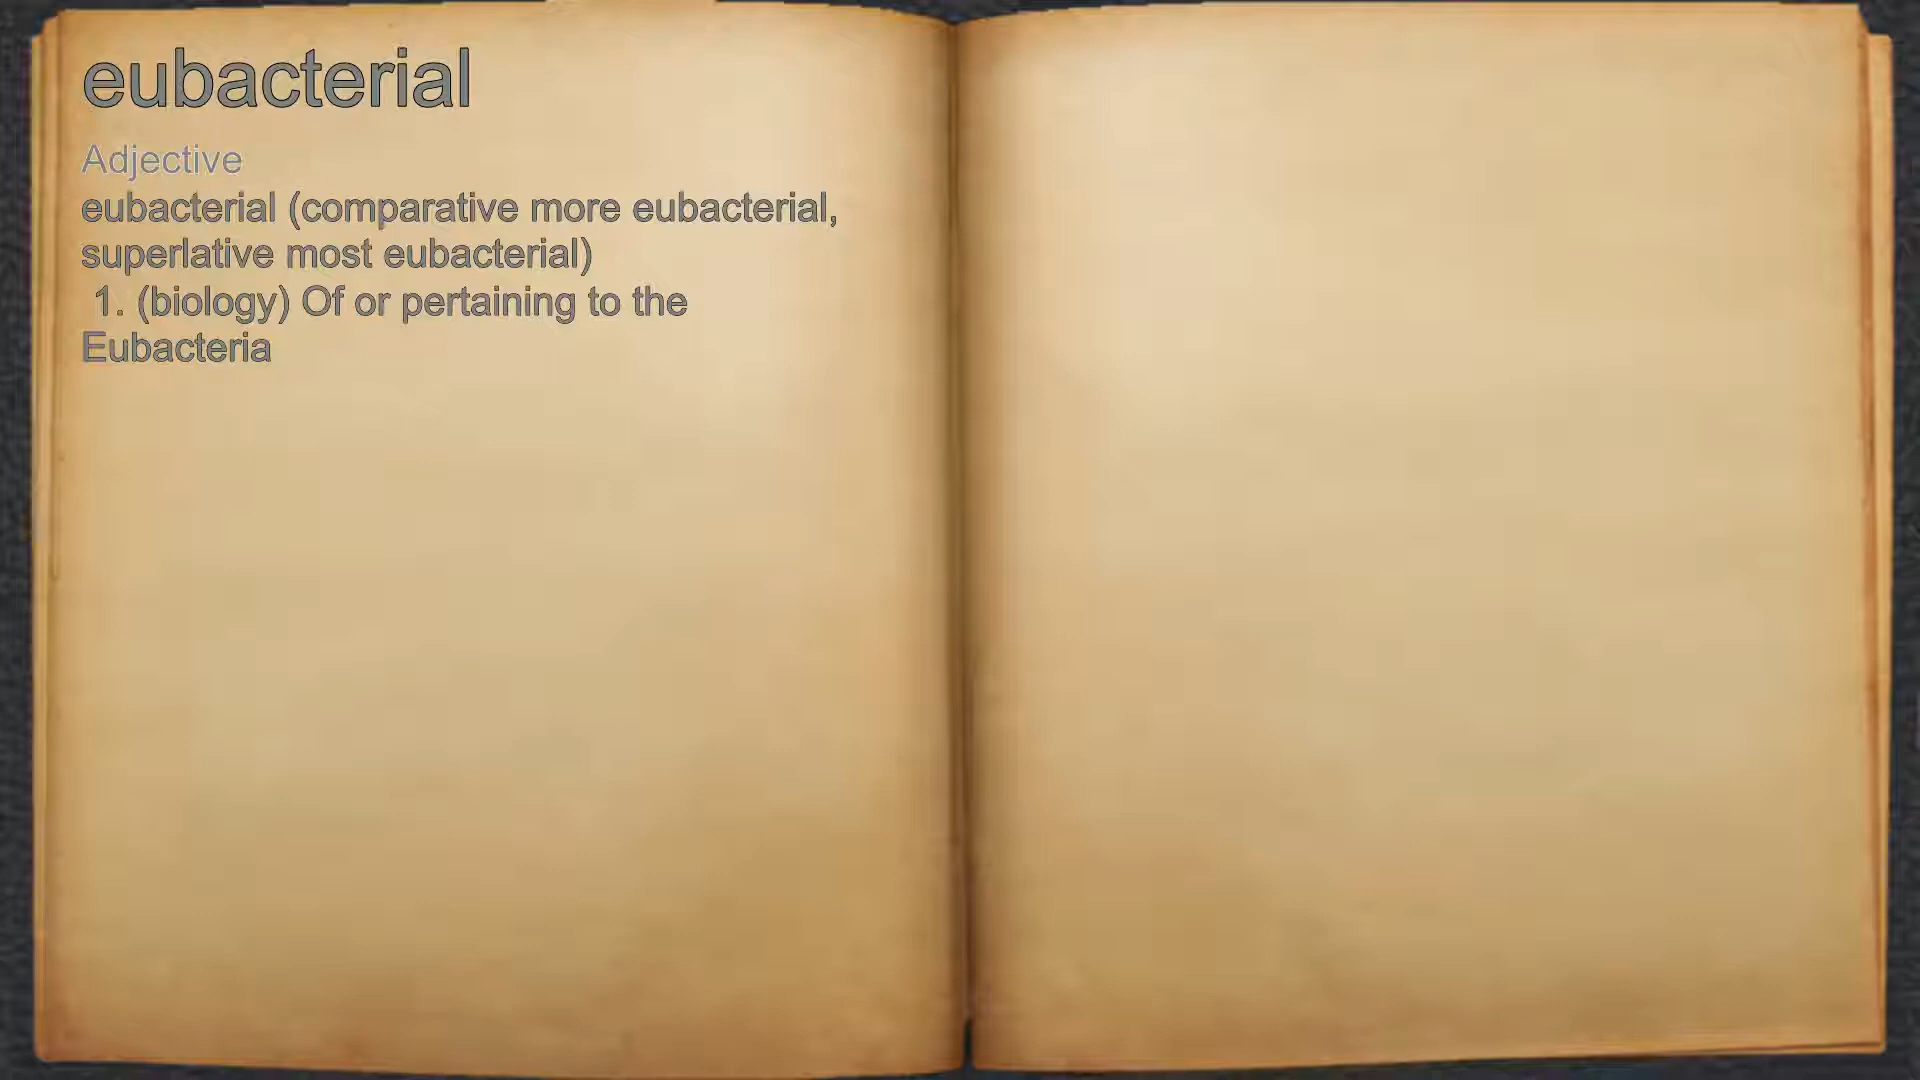 eubacterial
Adjective
eubacterial (comparative more eubacterial,
superlative most eubacterial)
1. (biology) Of or pertaining to the
Eubacteria